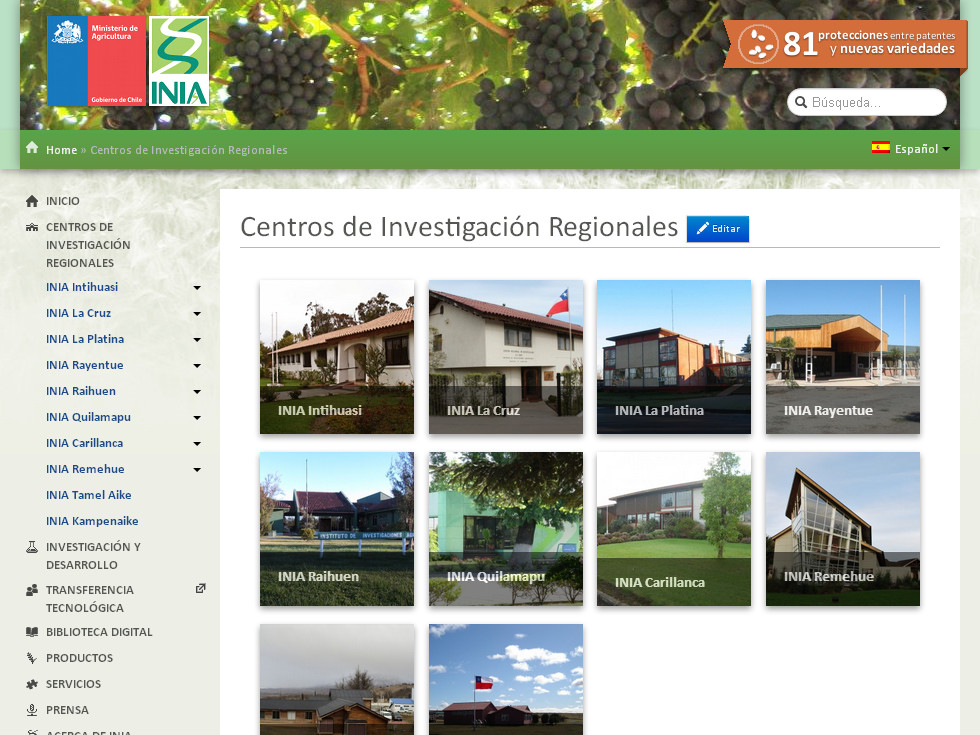 Ministerio de
Agricultura
Gobierno de Chile
INIA
81 protecciones entre patentes
y nuevas variedades
Búsqueda...
Home » Centros de Investigación Regionales
Español
INICIO
CENTROS DE
INVESTIGACIÓN
REGIONALES
INIA Intihuasi
INIA La Cruz
INIA La Platina
INIA Rayentue
INIA Raihuen
INIA Quilamapu
INIA Carillanca
INIA Remehue
INIA Tamel Aike
INIA Kampenaike
INVESTIGACIÓN Y
DESARROLLO
TRANSFERENCIA
TECNOLÓGICA
BIBLIOTECA DIGITAL
PRODUCTOS
SERVICIOS
PRENSA
ACERCA DE INIA
Centros de Investigación Regionales
Editar
INIA Intihuasi
INIA La Cruz
INIA La Platina
INIA Rayentue
INSTITUTO DE INVESTIGACIONES
INIA Raihuen
INIA Quilamapu
INIA Carillanca
INIA Remehue